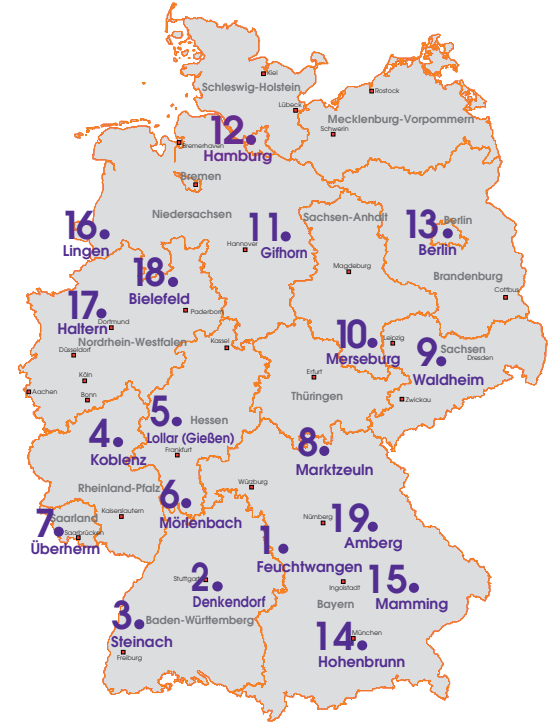 Kiel
Schleswig-Holstein
Rostock
Lübeck
Mecklenburg-Vorpommern
Schwerin
12.
Hamburg
Bremerhaven
Bremen
Niedersachsen
Sachsen-Anhalt
16.
Lingen
11.
Gifhorn
Hannover
13.
Berlin
Berlin
Magdeburg
Brandenburg
Cottbus
18.
Bielefeld
Paderborn
17.
Haltern
Dortmund
Nordrhein-Westfalen
Düsseldorf
Kassel
10.
Merseburg
Leipzig
9.
Sachsen
Dresden
Waldheim
Köln
Aachen
Bonn
Erfurt
Thüringen
Zwickau
5.
Hessen
Lollar (Gießen)
Frankfurt
4.
Koblenz
8.
Marktzeuln
Rheinland-Pfalz
Würzburg
6.
Mörlenbach
Kaiserslautern
7.
Saarland
Saarbrücken
Überherrn
Nürnberg
19.
Amberg
1.
Feuchtwangen
2.
Stuttgart
Denkendorf
Ingolstadt
15.
Mamming
Bayern
3.
Steinach
Baden-Württemberg
Freiburg
14.
München
Hohenbrunn